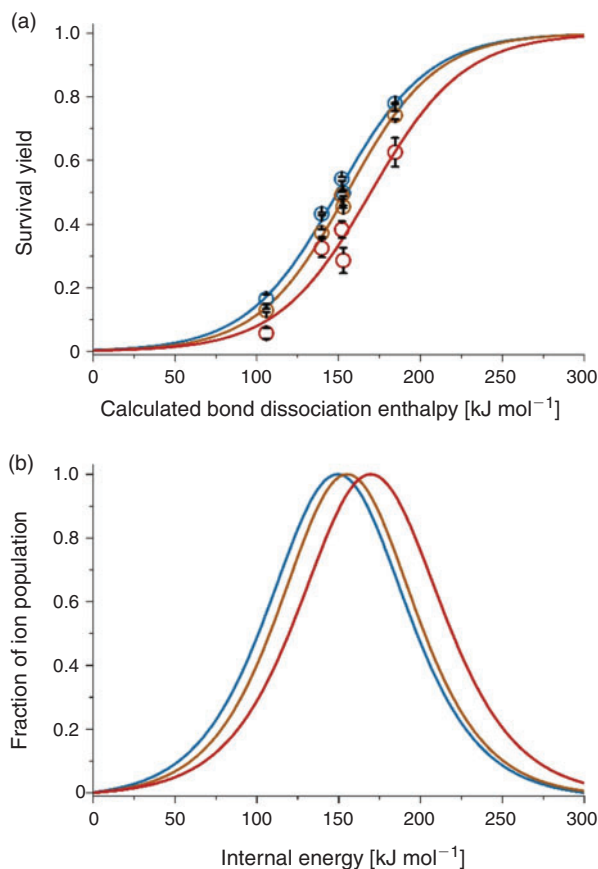 (a)
1.0
0.8
0.6
0.4
0.2
0
Survival yield
0 50 100 150 200 250 300
Calculated bond dissociation enthalpy [kJ mol⁻¹]
(b)
1.0
0.8
0.6
0.4
0.2
0
Fraction of ion population
0 50 100 150 200 250 300
Internal energy [kJ mol⁻¹]